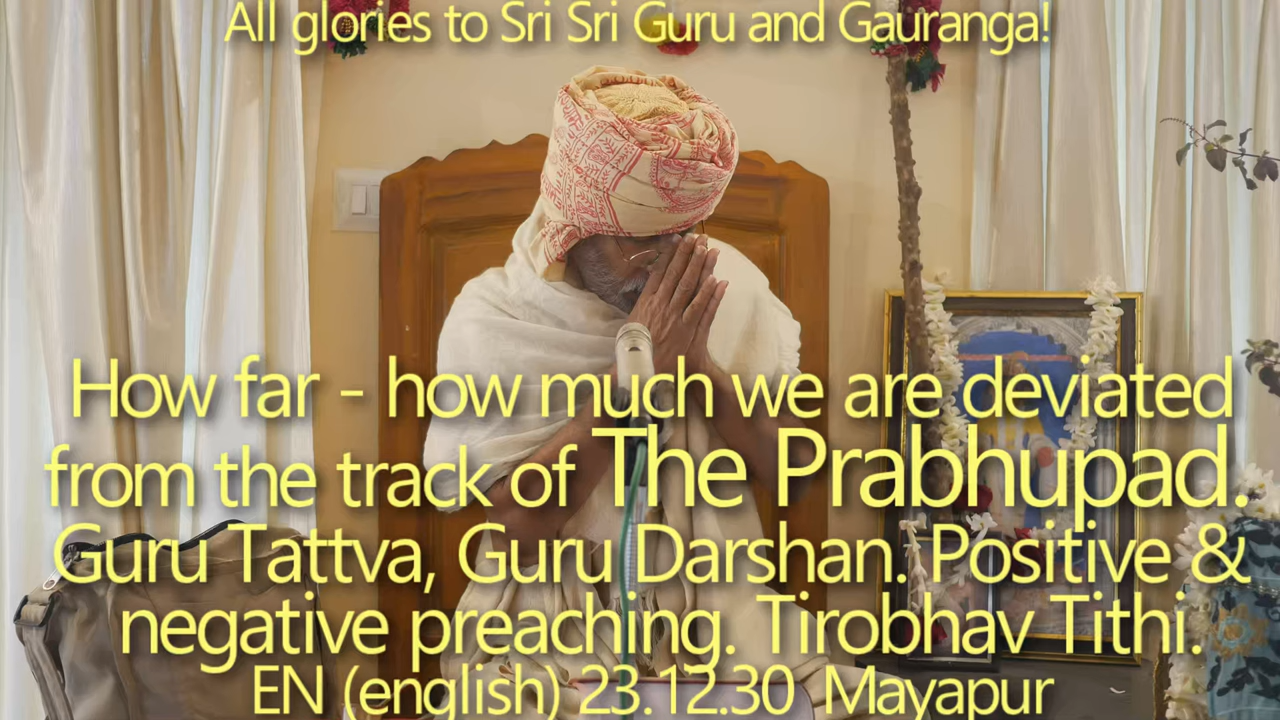 All glories to Sri Sri Guru and Gauranga!
How far - how much we are deviated
from the track of The Prabhupad.
Guru Tattva, Guru Darshan. Positive &
negative preaching. Tirobhav Tithi.
EN (english) 23.12.30 Mayapur